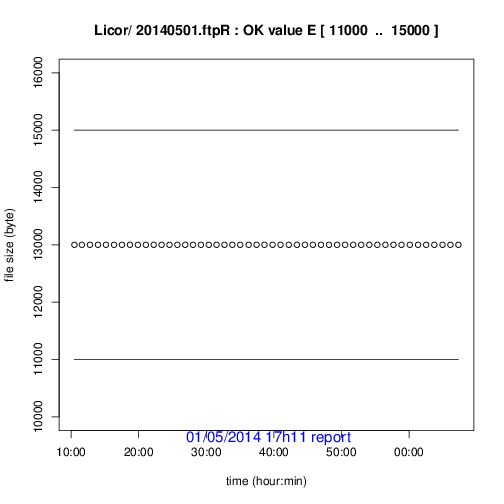 Licor/ 20140501.ftpR : OK value E [ 11000 .. 15000 ]
16000
15000
14000
13000
12000
11000
10000
file size (byte)
01/05/2014 17h11 report
10:00 20:00 30:00 40:00 50:00 00:00
time (hour:min)